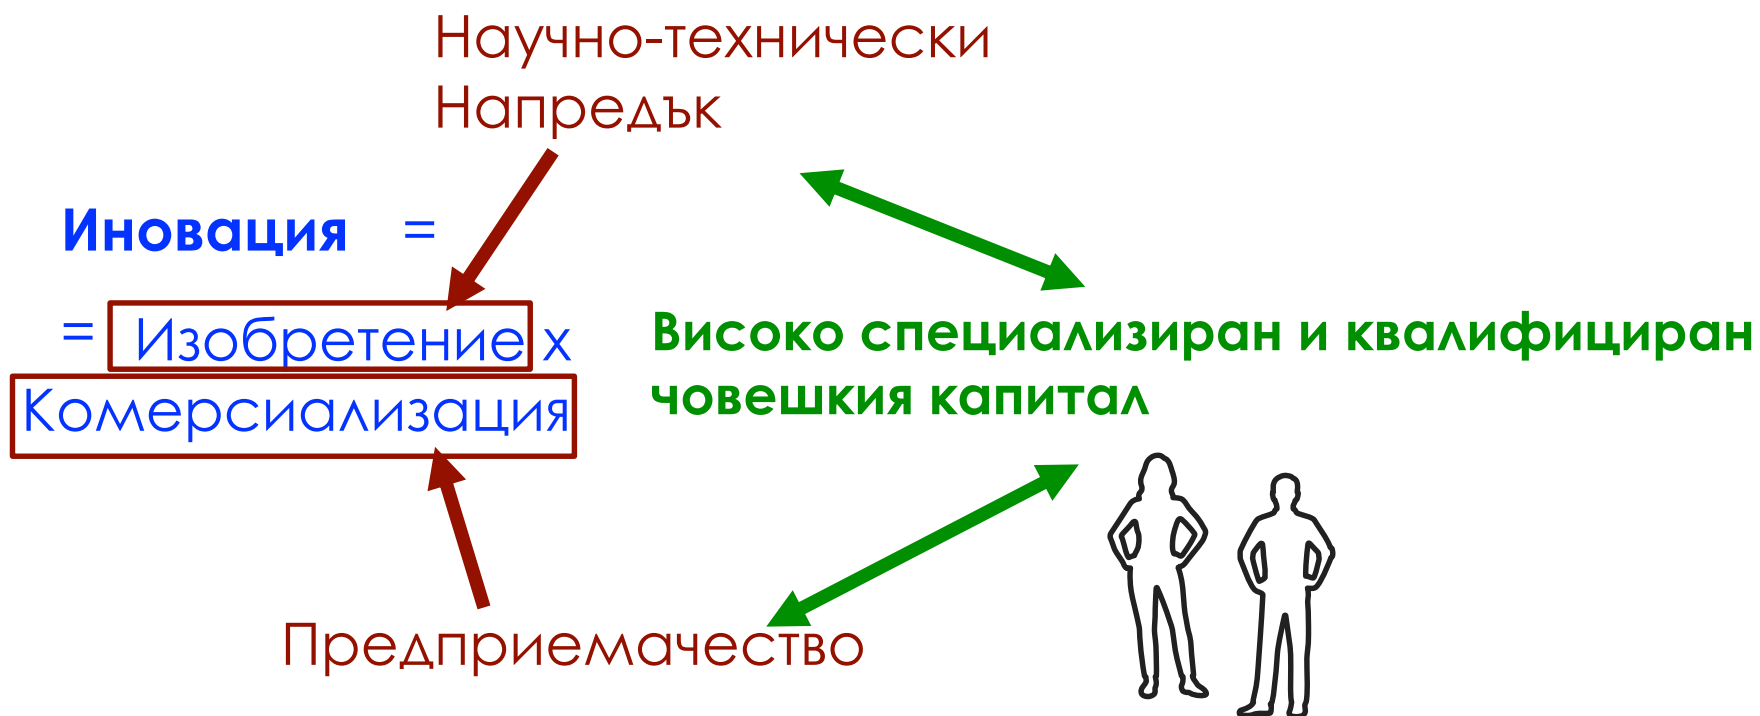 Научно-технически
Напредък
Иновация =
= Изобретение х
Комерсиализация
Високо специализиран и квалифициран
човешкия капитал
Предприемачество